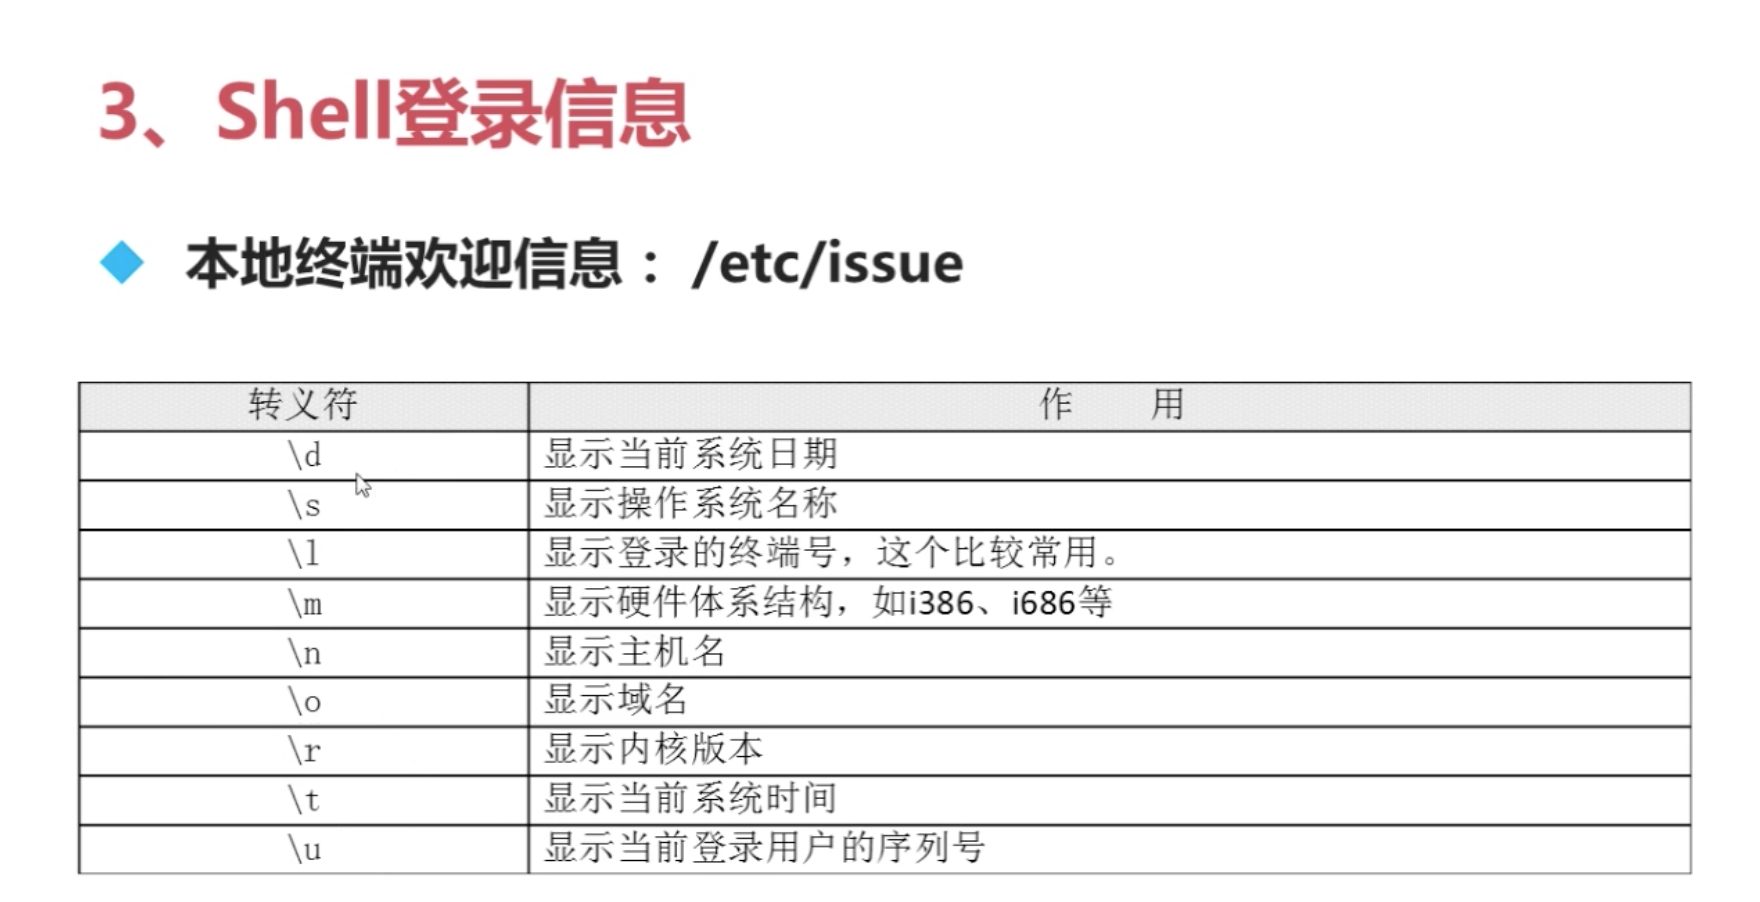 3、Shell登录信息
本地终端欢迎信息：/etc/issue
转义符 作 用
\d 显示当前系统日期
\s 显示操作系统名称
\l 显示登录的终端号，这个比较常用。
\m 显示硬件体系结构，如i386、i686等
\n 显示主机名
\o 显示域名
\r 显示内核版本
\t 显示当前系统时间
\u 显示当前登录用户的序列号